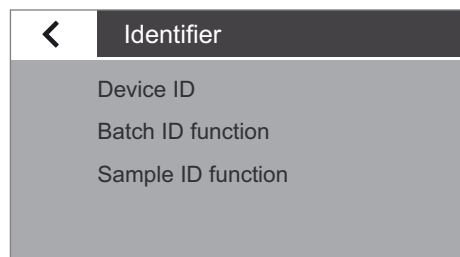 Identifier
Device ID
Batch ID function
Sample ID function